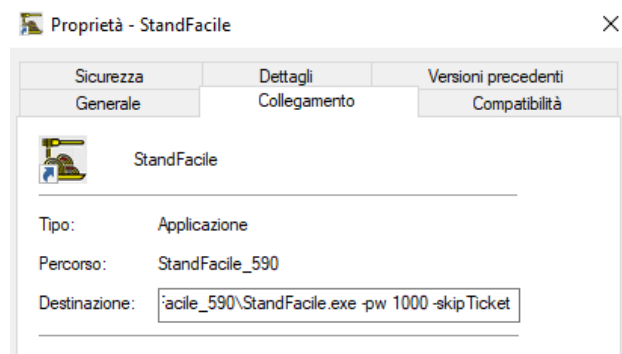 Proprietà - StandFacile
Sicurezza Dettagli Versioni precedenti
Generale Collegamento Compatibilità
StandFacile
Tipo: Applicazione
Percorso: StandFacile_590
Destinazione: acile_590\StandFacile.exe -pw 1000 -skipTicket